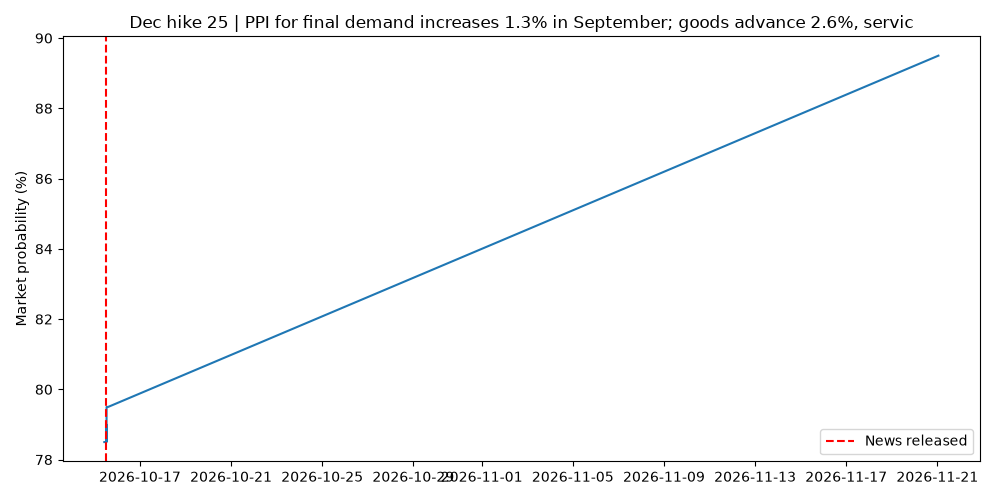 Dec hike 25 | PPI for final demand increases 1.3% in September; goods advance 2.6%, servic
Market probability (%)
90
88
86
84
82
80
78
News released
2026-10-17 2026-10-21 2026-10-25 2026-10-29 2026-11-01 2026-11-05 2026-11-09 2026-11-13 2026-11-17 2026-11-21